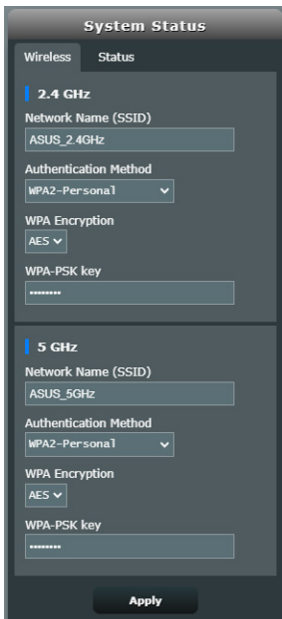 System Status
Wireless Status
2.4 GHz
Network Name (SSID)
ASUS_2.4GHz
Authentication Method
WPA2-Personal
WPA Encryption
AES
WPA-PSK key
••••••••
5 GHz
Network Name (SSID)
ASUS_5GHz
Authentication Method
WPA2-Personal
WPA Encryption
AES
WPA-PSK key
••••••••
Apply